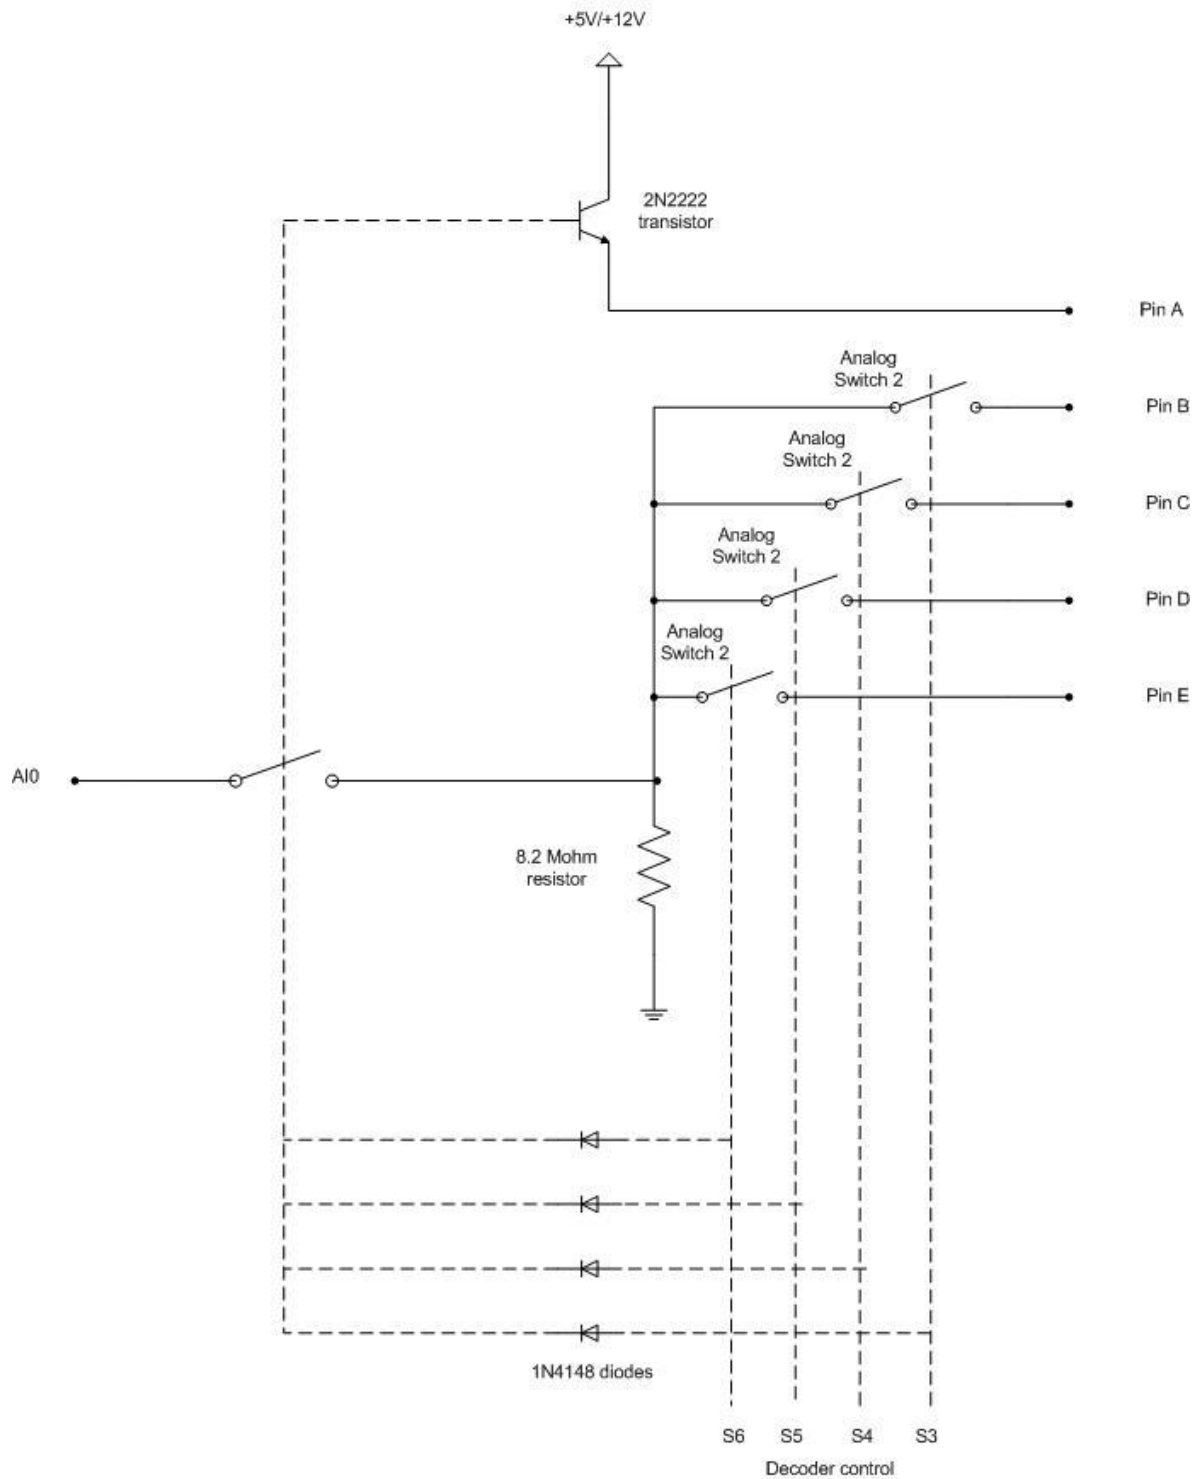 +5V/+12V
2N2222
transistor
Pin A
Analog
Switch 2
Pin B
Analog
Switch 2
Pin C
Analog
Switch 2
Pin D
Analog
Switch 2
Pin E
AI0
8.2 Mohm
resistor
1N4148 diodes
S6 S5 S4 S3
Decoder control